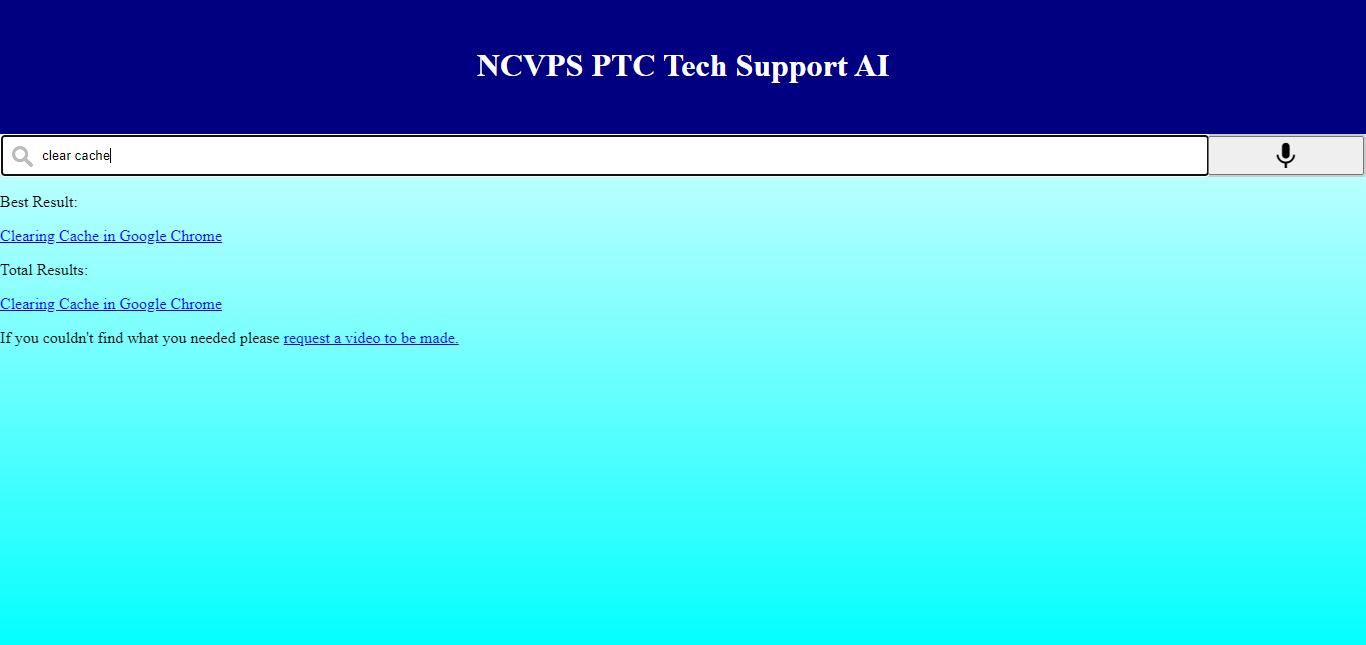 NCVPS PTC Tech Support AI
clear cache
Best Result:
Clearing Cache in Google Chrome
Total Results:
Clearing Cache in Google Chrome
If you couldn't find what you needed please request a video to be made.